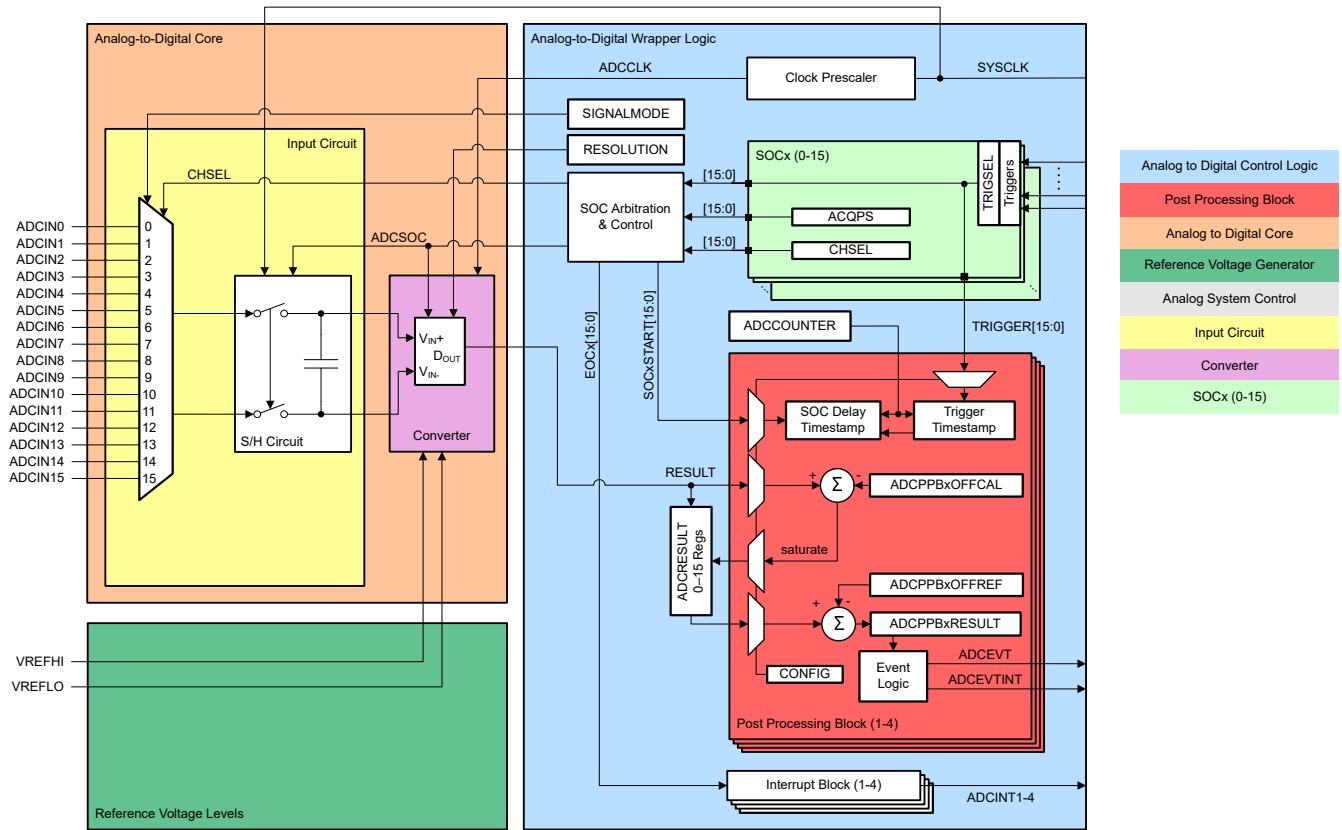 Analog-to-Digital Core
Analog-to-Digital Wrapper Logic
ADCCLK
Clock Prescaler
SYSCLK
SIGNALMODE
RESOLUTION
Input Circuit
CHSEL
ADCSOC
SOC Arbitration
& Control
[15:0]
[15:0]
[15:0]
SOCx (0-15)
ACQPS
CHSEL
TRIGSEL
Triggers
ADCIN0
ADCIN1
ADCIN2
ADCIN3
ADCIN4
ADCIN5
ADCIN6
ADCIN7
ADCIN8
ADCIN9
ADCIN10
ADCIN11
ADCIN12
ADCIN13
ADCIN14
ADCIN15
0
1
2
3
4
5
6
7
8
9
10
11
12
13
14
15
S/H Circuit
VIN+
DOUT
VIN-
Converter
EOCx[15:0]
SOCxSTART[15:0]
ADCCOUNTER
TRIGGER[15:0]
SOC Delay
Timestamp
Trigger
Timestamp
RESULT
+
Σ
-
ADCPPBxOFFCAL
saturate
ADCRESULT
0–15 Regs
ADCPPBxOFFREF
+
-
Σ
ADCPPBxRESULT
CONFIG
Event
Logic
ADCEVT
ADCEVTINT
Post Processing Block (1-4)
Interrupt Block (1-4)
ADCINT1-4
VREFHI
VREFLO
Reference Voltage Levels
Analog to Digital Control Logic
Post Processing Block
Analog to Digital Core
Reference Voltage Generator
Analog System Control
Input Circuit
Converter
SOCx (0-15)